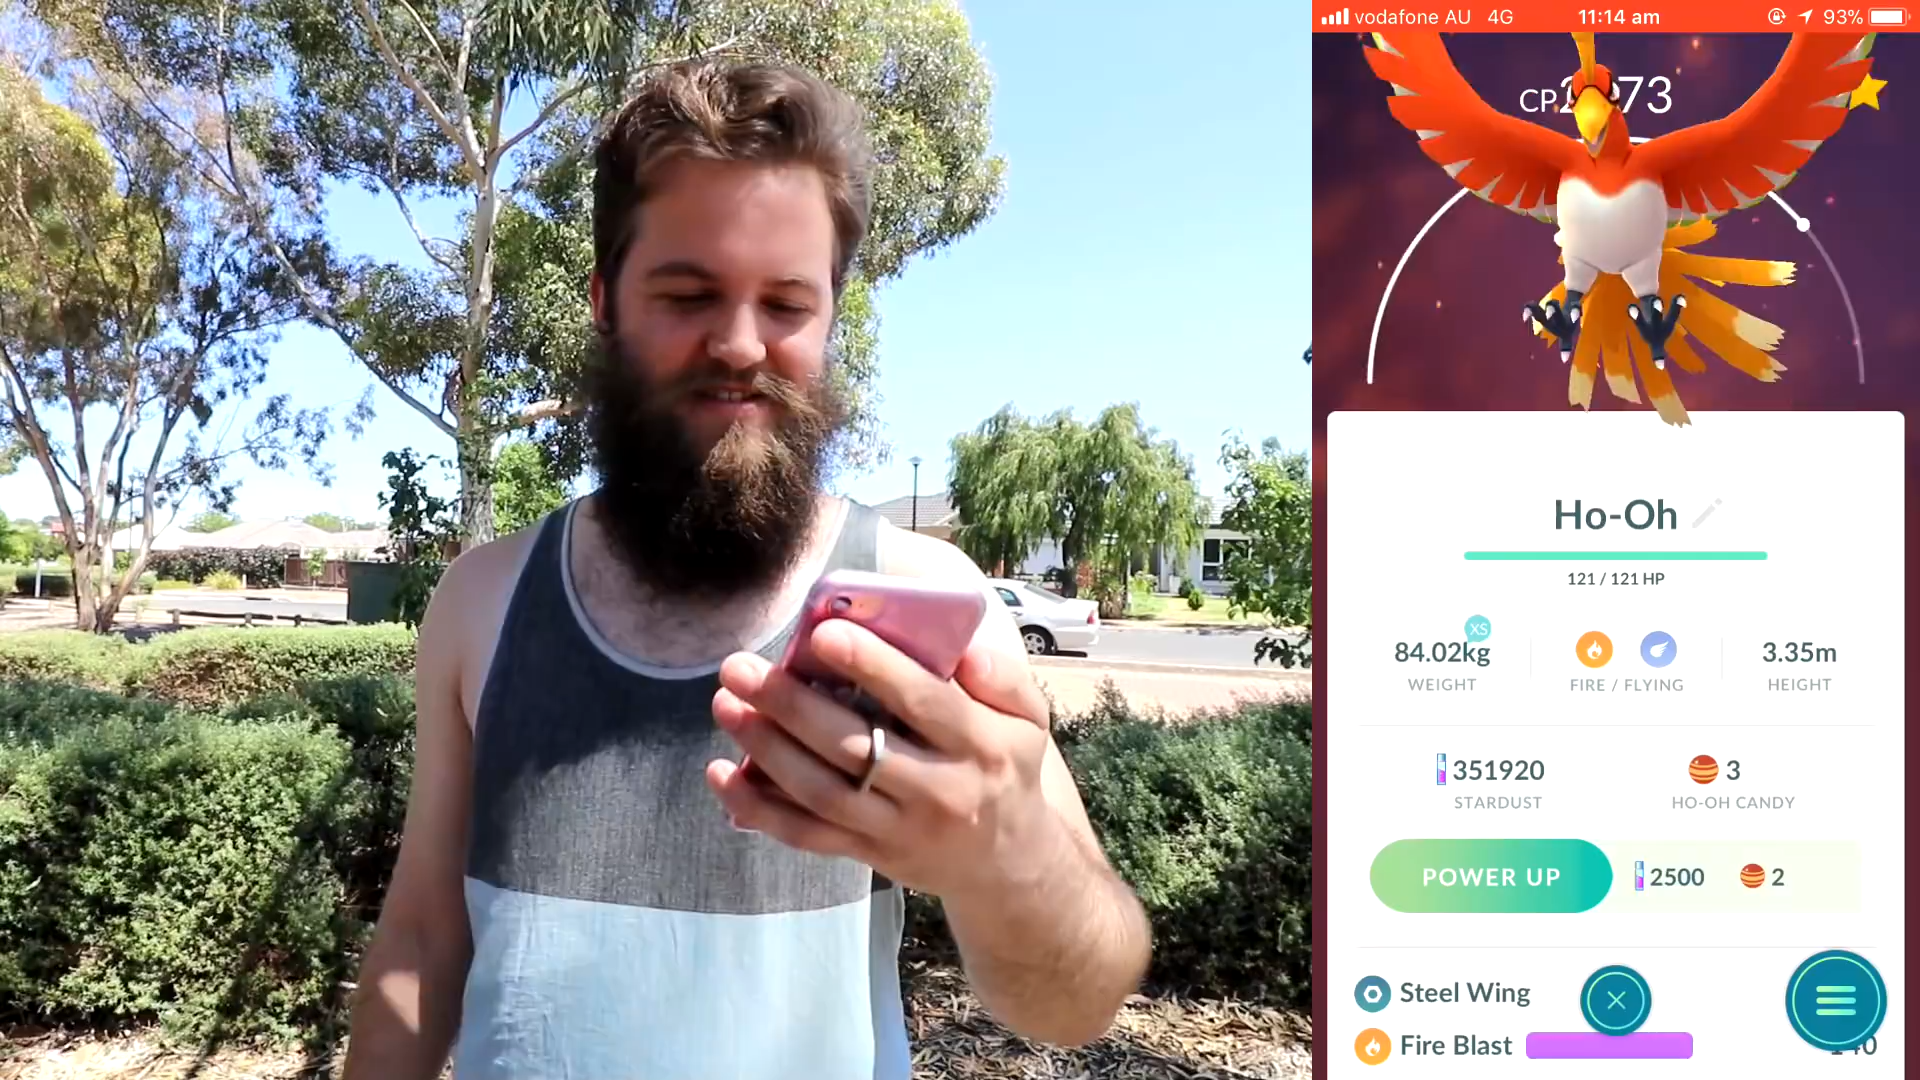 vodafone AU 4G 11:14 am 93%
Ho-Oh
121 / 121 HP
XS
84.02kg 3.35m
WEIGHT FIRE / FLYING HEIGHT
351920 3
STARDUST HO-OH CANDY
POWER UP 2500 2
Steel Wing
Fire Blast